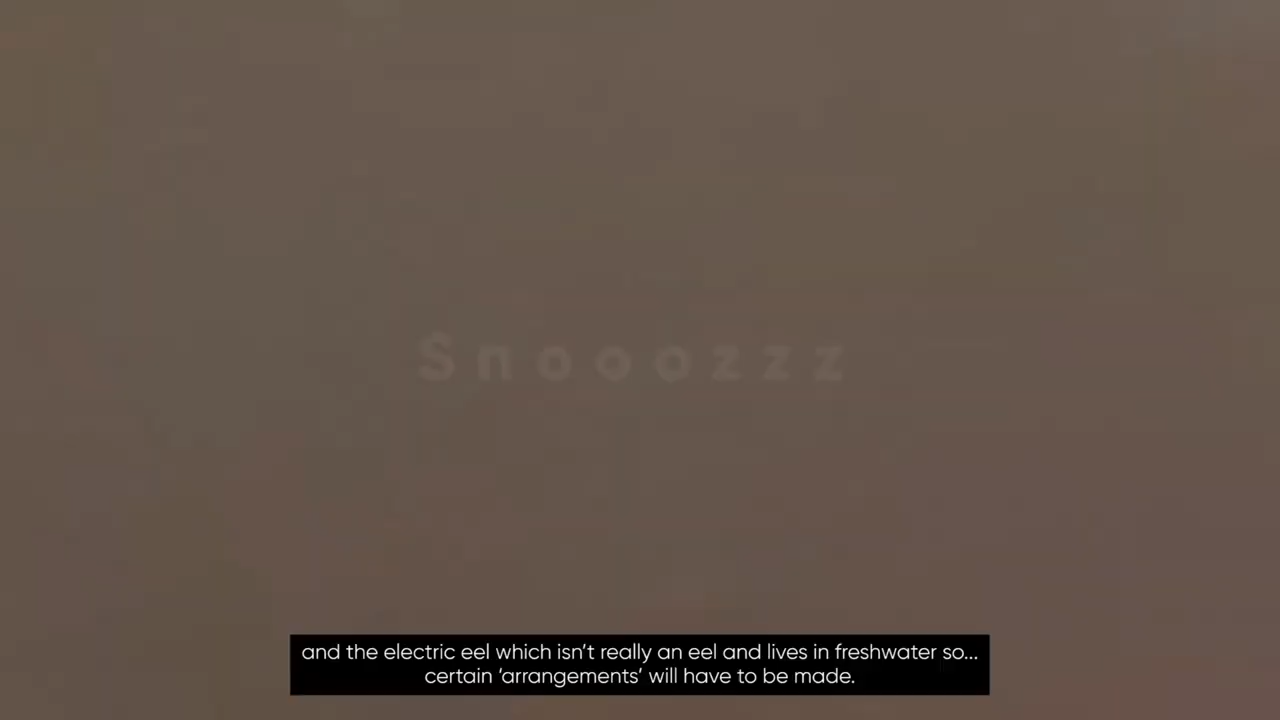 Snooozzz
and the electric eel which isn’t really an eel and lives in freshwater so...
certain ‘arrangements’ will have to be made.